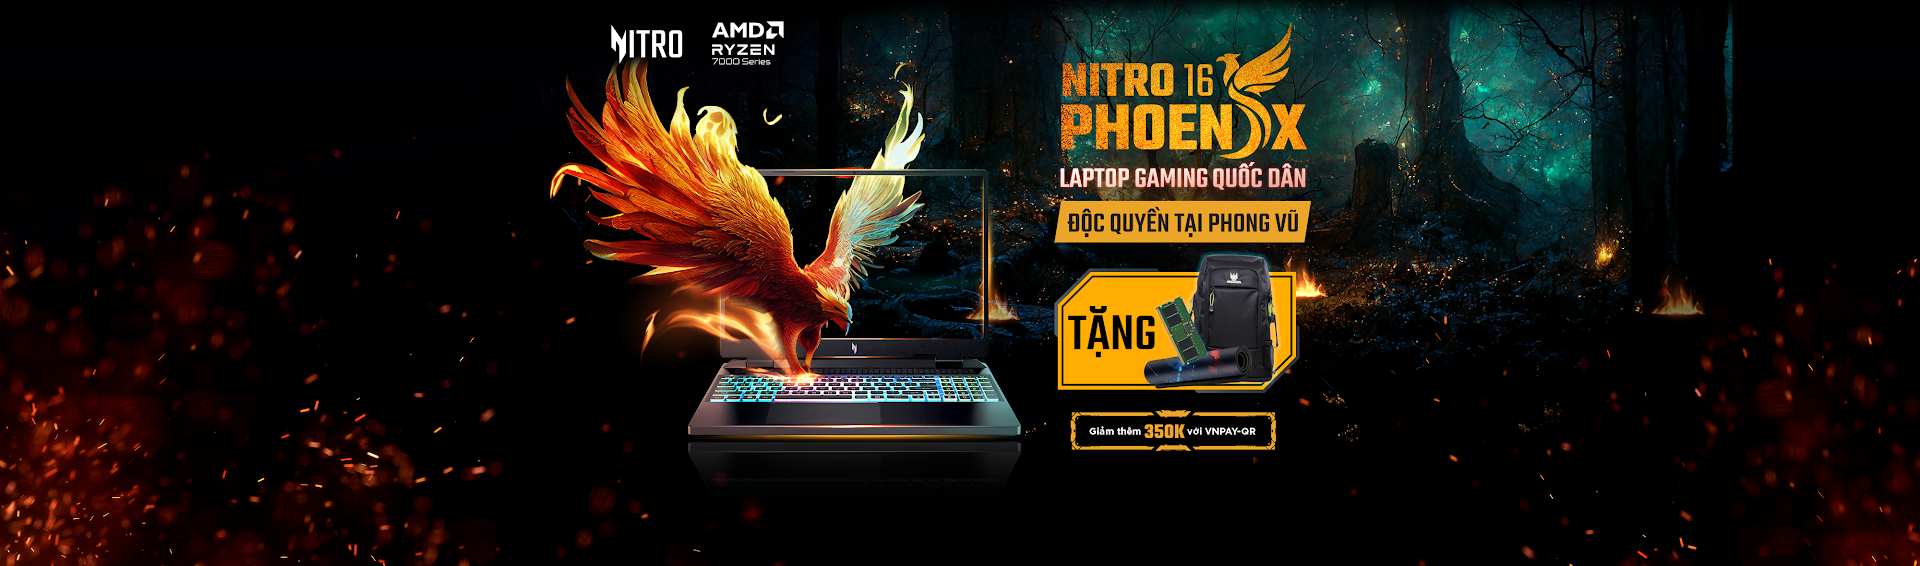 NITRO
AMD
RYZEN
7000 Series
NITRO 16
PHOENIX
LAPTOP GAMING QUỐC DÂN
ĐỘC QUYỀN TẠI PHONG VŨ
TẶNG
Giảm thêm 350K với VNPAY-QR